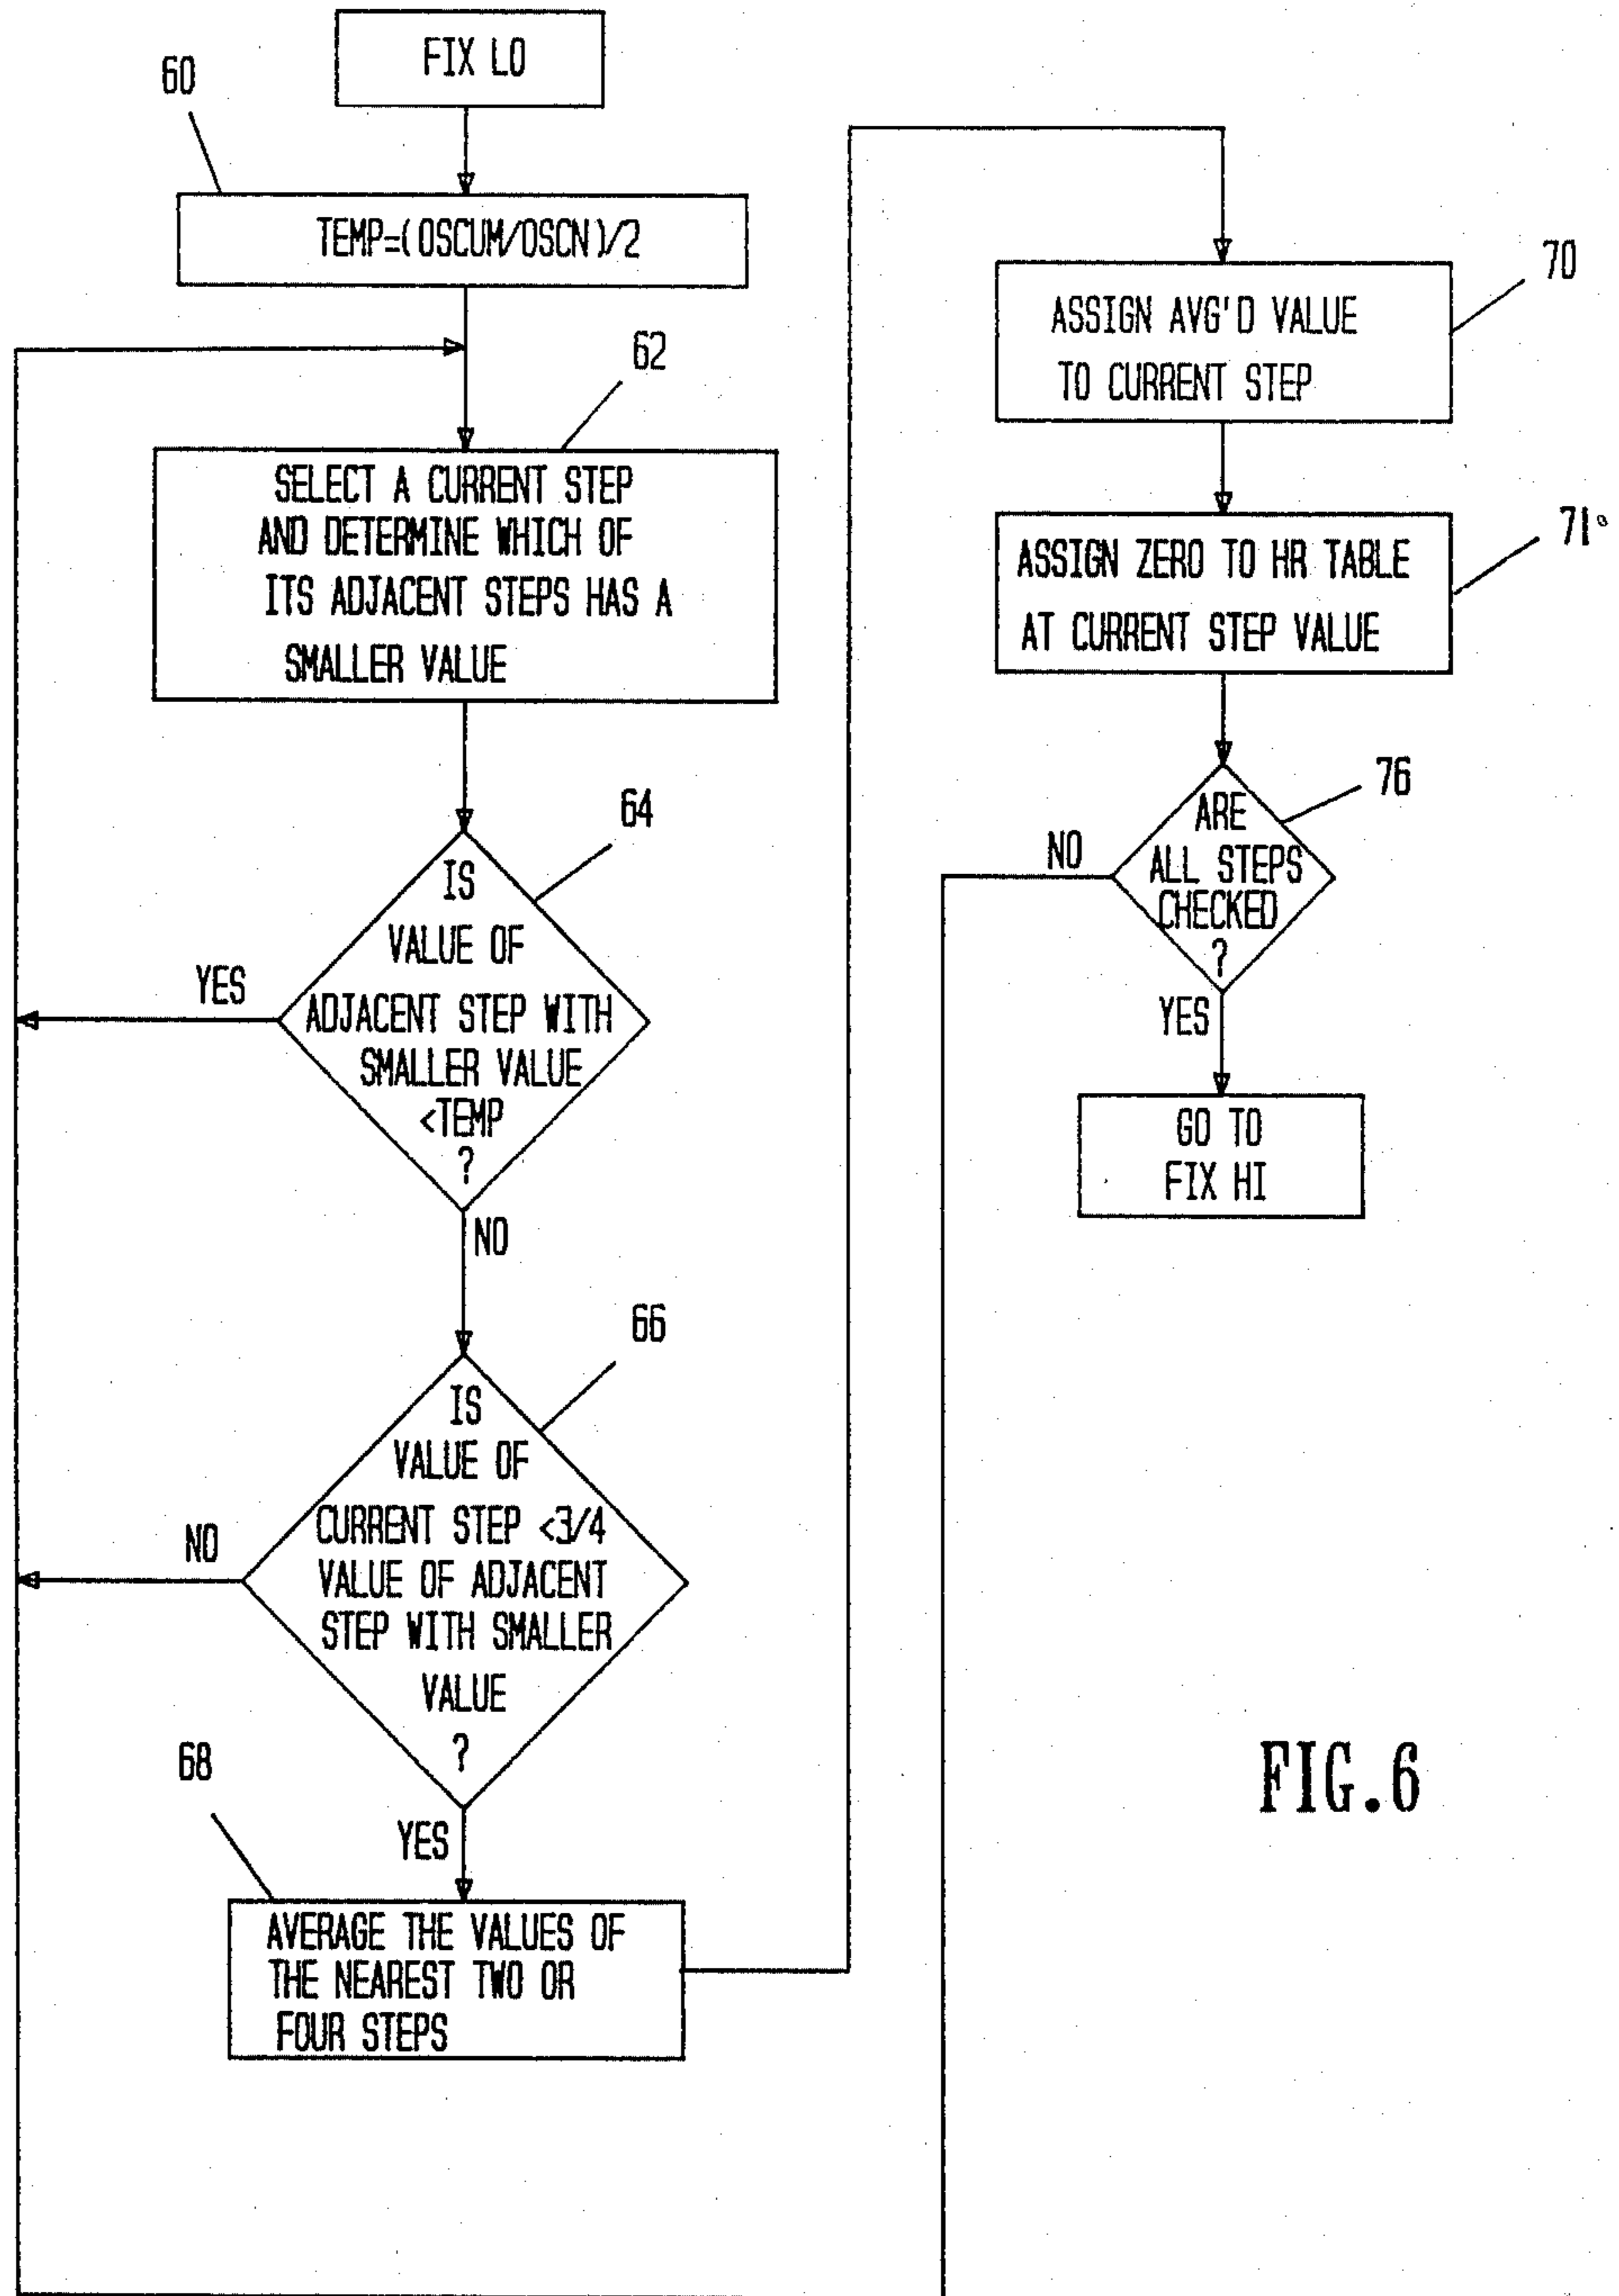 FIX LO
60
TEMP=(OSCUM/OSCN)/2
62
SELECT A CURRENT STEP
AND DETERMINE WHICH OF
ITS ADJACENT STEPS HAS A
SMALLER VALUE
64
IS
VALUE OF
ADJACENT STEP WITH
SMALLER VALUE
<TEMP
?
YES
NO
66
IS
VALUE OF
CURRENT STEP <3/4
VALUE OF ADJACENT
STEP WITH SMALLER
VALUE
?
NO
YES
68
AVERAGE THE VALUES OF
THE NEAREST TWO OR
FOUR STEPS
70
ASSIGN AVG'D VALUE
TO CURRENT STEP
71
ASSIGN ZERO TO HR TABLE
AT CURRENT STEP VALUE
76
ARE
ALL STEPS
CHECKED
?
NO
YES
GO TO
FIX HI
FIG.6